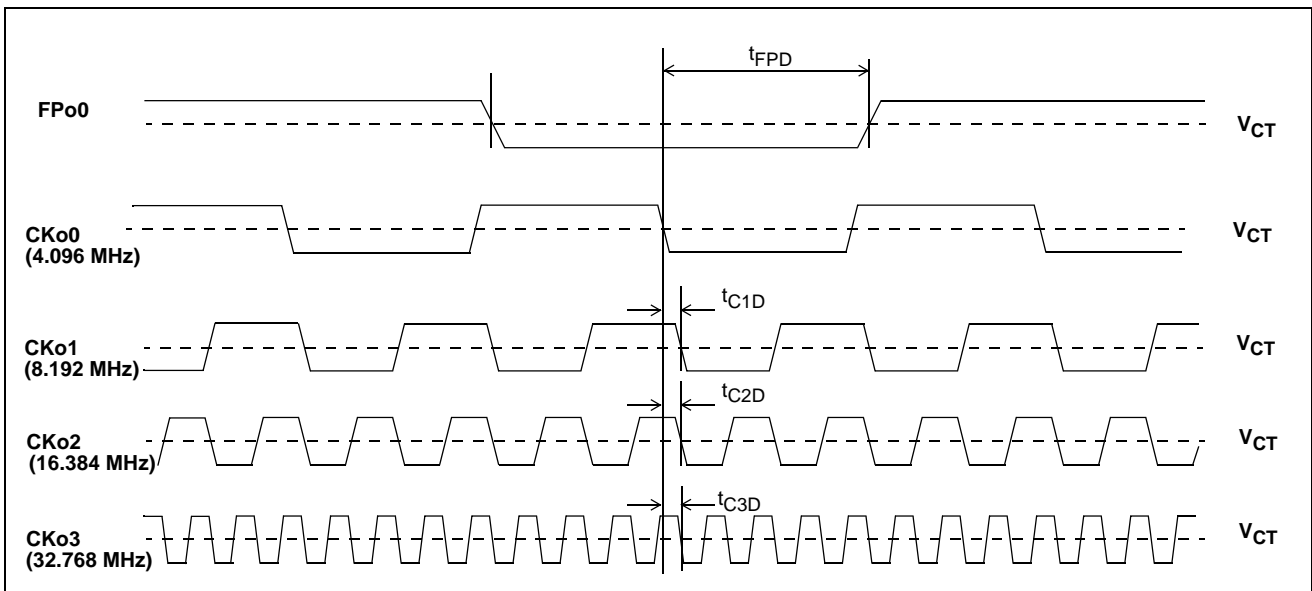 tFPD
FPo0
VCT
CKo0
(4.096 MHz)
VCT
tC1D
CKo1
(8.192 MHz)
VCT
tC2D
CKo2
(16.384 MHz)
VCT
tC3D
CKo3
(32.768 MHz)
VCT